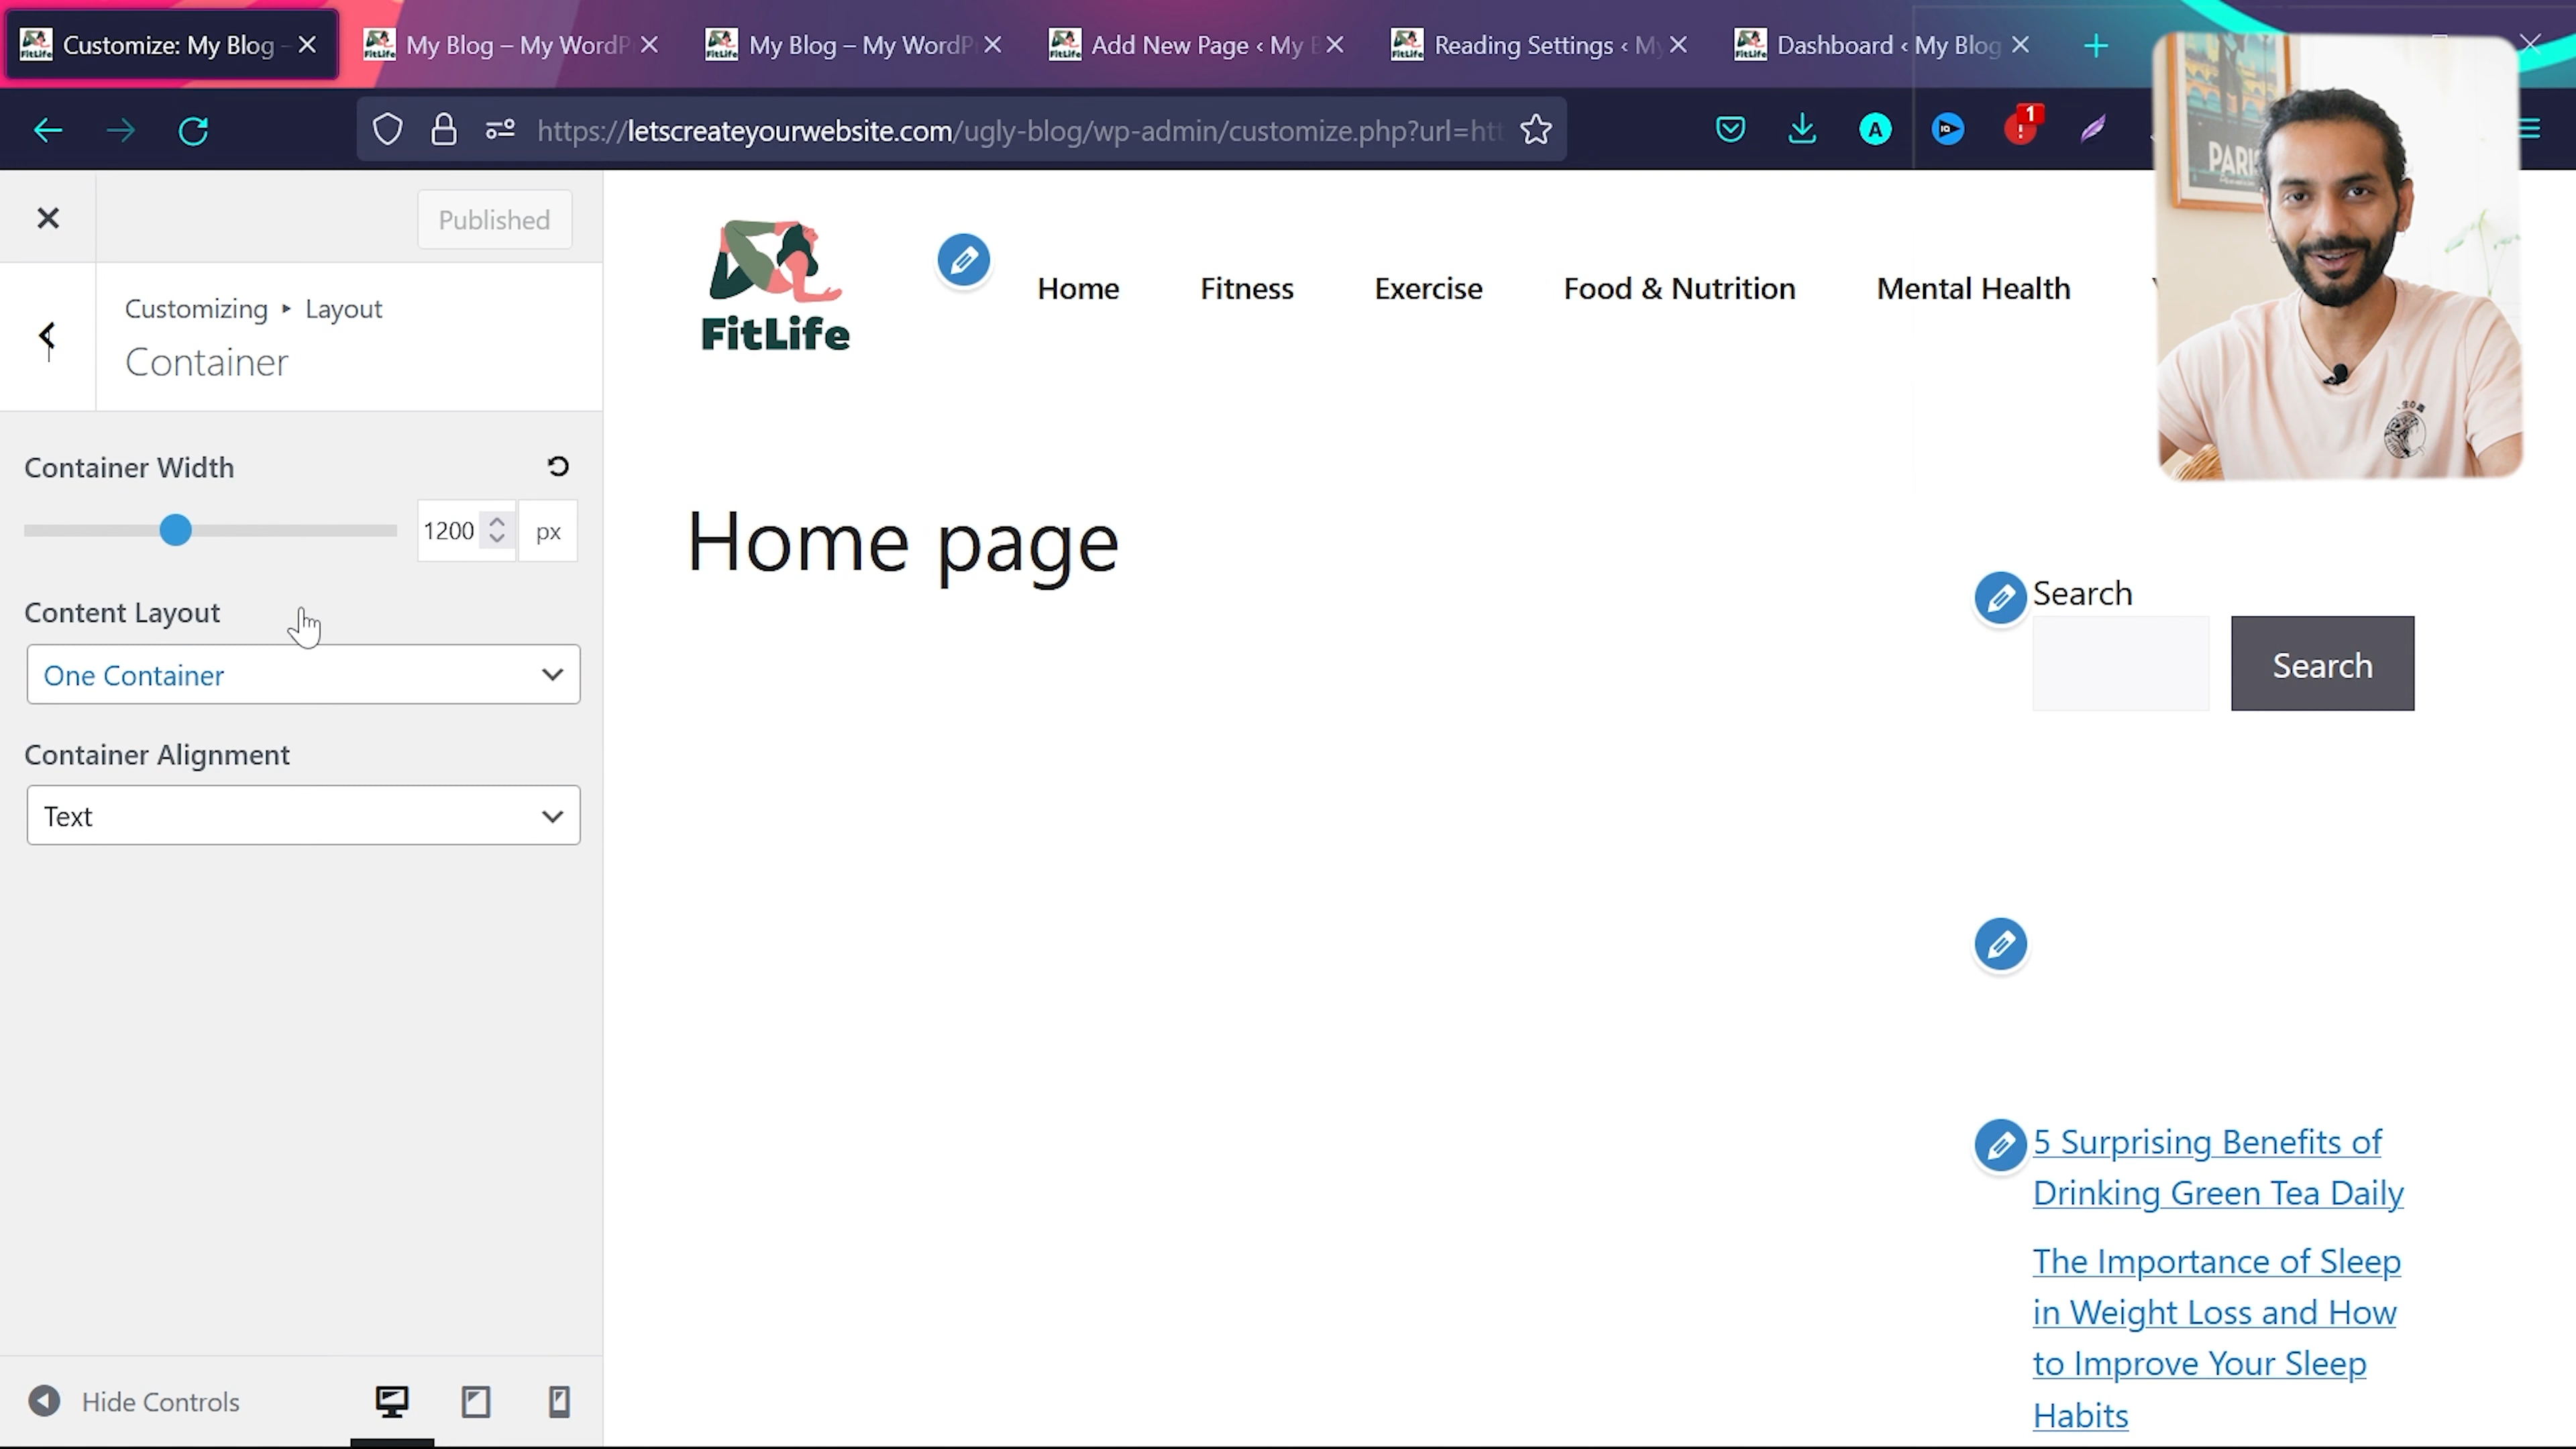 Customize: My Blog -
My Blog – My WordP
My Blog – My WordP
Add New Page ‹ My B
Reading Settings ‹ My
Dashboard ‹ My Blog
https://letscreateyourwebsite.com/ugly-blog/wp-admin/customize.php?url=htt
A
1
PARIS
Published
Customizing ▸ Layout
Container
Container Width
1200
px
Content Layout
One Container
Container Alignment
Text
Hide Controls
FitLife
Home
Fitness
Exercise
Food & Nutrition
Mental Health
Home page
Search
Search
5 Surprising Benefits of
Drinking Green Tea Daily
The Importance of Sleep
in Weight Loss and How
to Improve Your Sleep
Habits